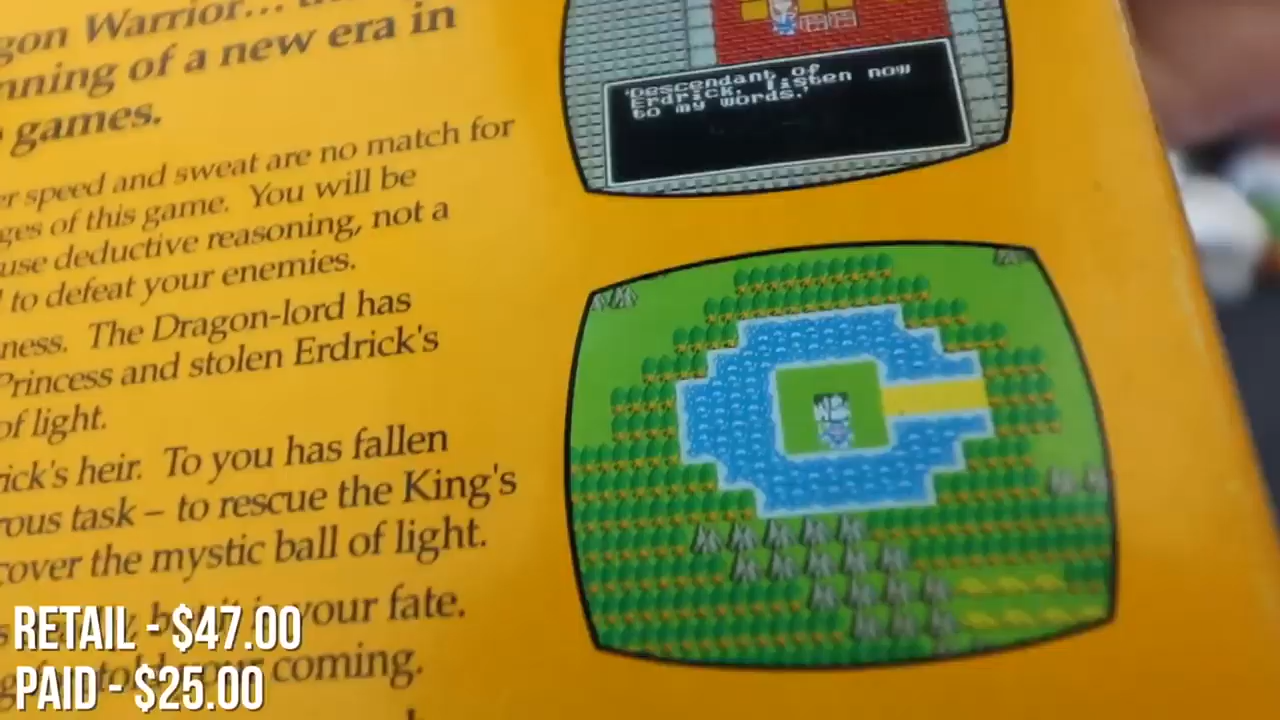 gon Warrior...
nning of a new era in
games.
er speed and sweat are no match for
ges of this game. You will be
use deductive reasoning, not a
to defeat your enemies.
ness. The Dragon-lord has
Princess and stolen Erdrick's
of light.
rick's heir. To you has fallen
rous task – to rescue the King's
cover the mystic ball of light.
your fate.
coming.
'Descendant of
Erdrick, listen now
to my words.'
RETAIL - $47.00
PAID - $25.00